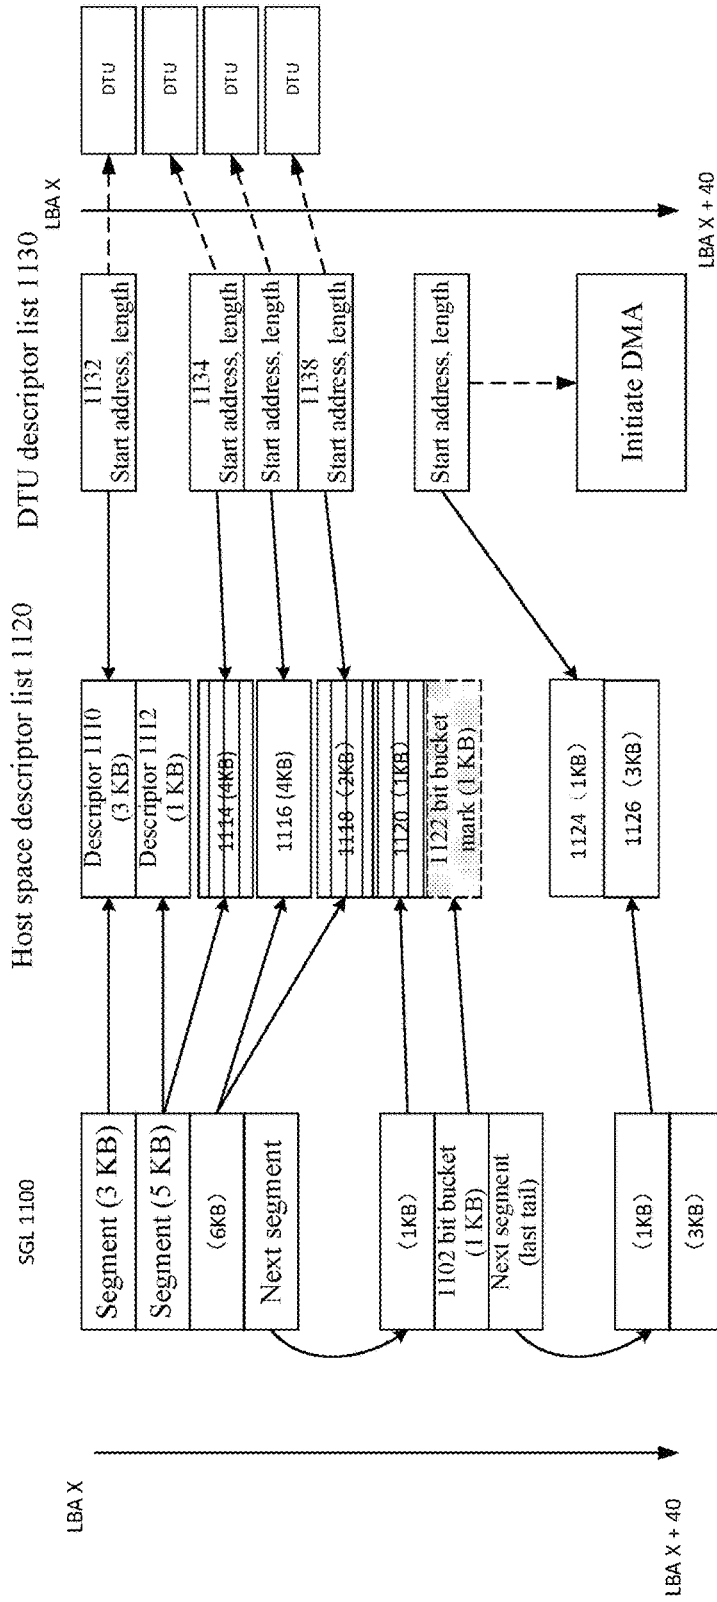 SGL 1100
Host space descriptor list 1120
DTU descriptor list 1130
LBA X
LBA X + 40
Segment (3 KB)
Segment (5 KB)
（6KB）
Next segment
（1KB）
1102 bit bucket
(1 KB)
Next segment
(last tail)
（1KB）
（3KB）
Descriptor 1110
(3 KB)
Descriptor 1112
(1 KB)
1114 (4KB)
1116 (4KB)
1118（2KB）
1120（1KB）
1122 bit bucket
mark (1 KB)
1124（1KB）
1126（3KB）
1132
Start address, length
1134
Start address, length
Start address, length
1138
Start address, length
Start address, length
Initiate DMA
LBA X
LBA X + 40
DTU
DTU
DTU
DTU